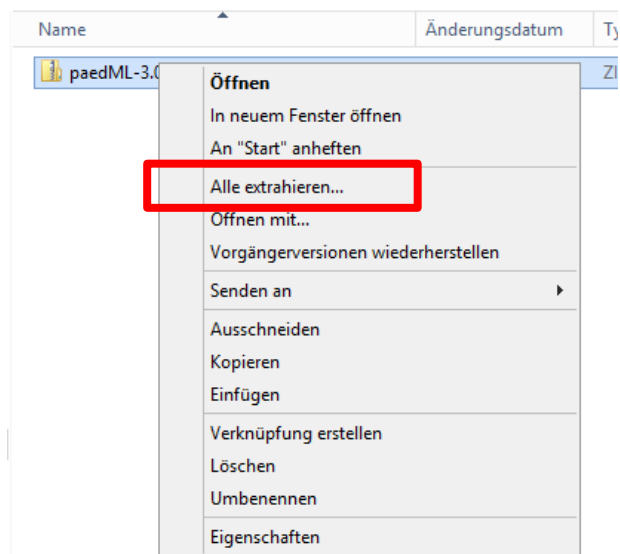 Name Änderungsdatum
paedML-3.0
Öffnen
In neuem Fenster öffnen
An "Start" anheften
Alle extrahieren...
Öffnen mit...
Vorgängerversionen wiederherstellen
Senden an
Ausschneiden
Kopieren
Einfügen
Verknüpfung erstellen
Löschen
Umbenennen
Eigenschaften